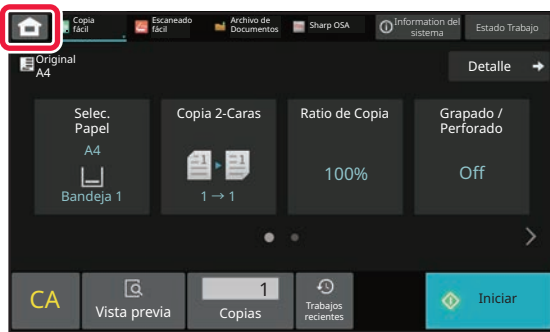 Copia
fácil
Escaneado
fácil
Archivo de
Documentos
Sharp OSA
Information del
sistema
Estado Trabajo
Original
A4
Detalle
Selec.
Papel
A4
Bandeja 1
Copia 2-Caras
1
1
1 → 1
Ratio de Copia
100%
Grapado /
Perforado
Off
CA
Vista previa
1
Copias
Trabajos
recientes
Iniciar